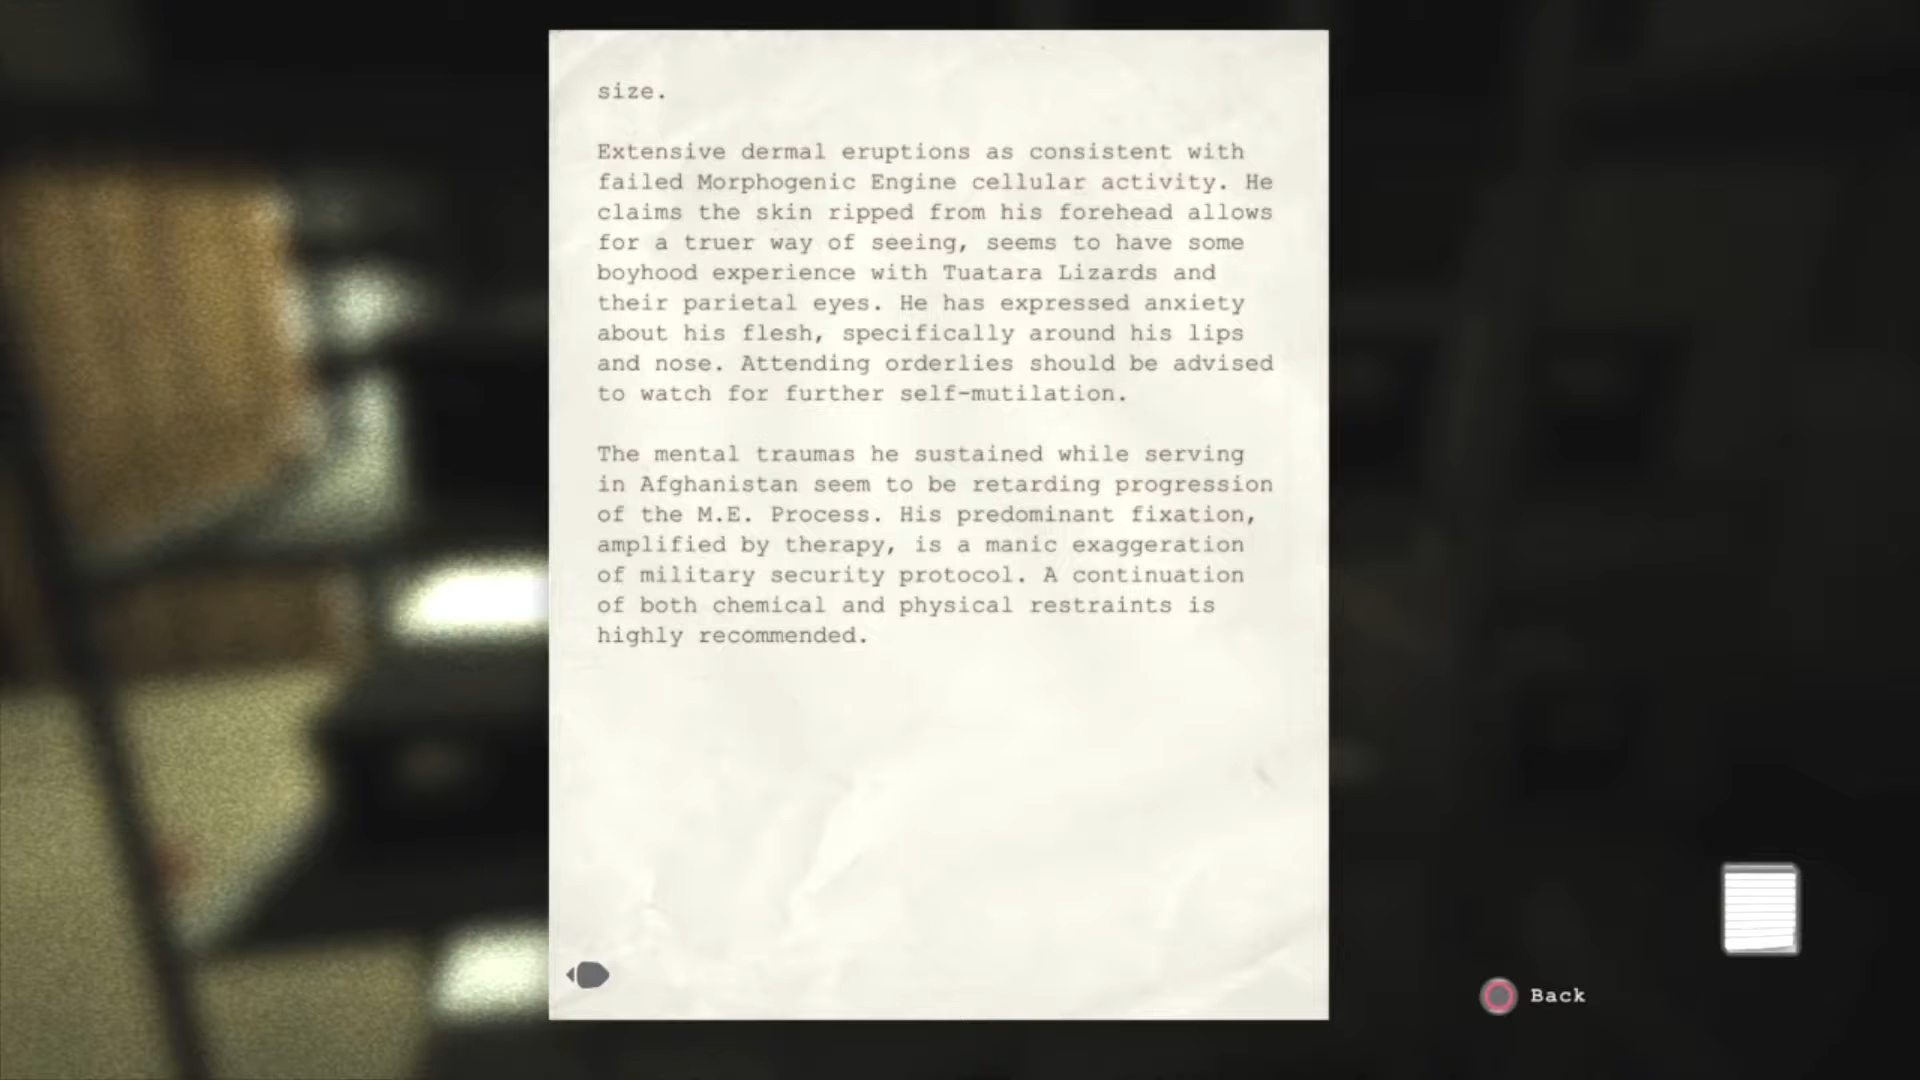 size.
Extensive dermal eruptions as consistent with
failed Morphogenic Engine cellular activity. He
claims the skin ripped from his forehead allows
for a truer way of seeing, seems to have some
boyhood experience with Tuatara Lizards and
their parietal eyes. He has expressed anxiety
about his flesh, specifically around his lips
and nose. Attending orderlies should be advised
to watch for further self-mutilation.
The mental traumas he sustained while serving
in Afghanistan seem to be retarding progression
of the M.E. Process. His predominant fixation,
amplified by therapy, is a manic exaggeration
of military security protocol. A continuation
of both chemical and physical restraints is
highly recommended.
Back